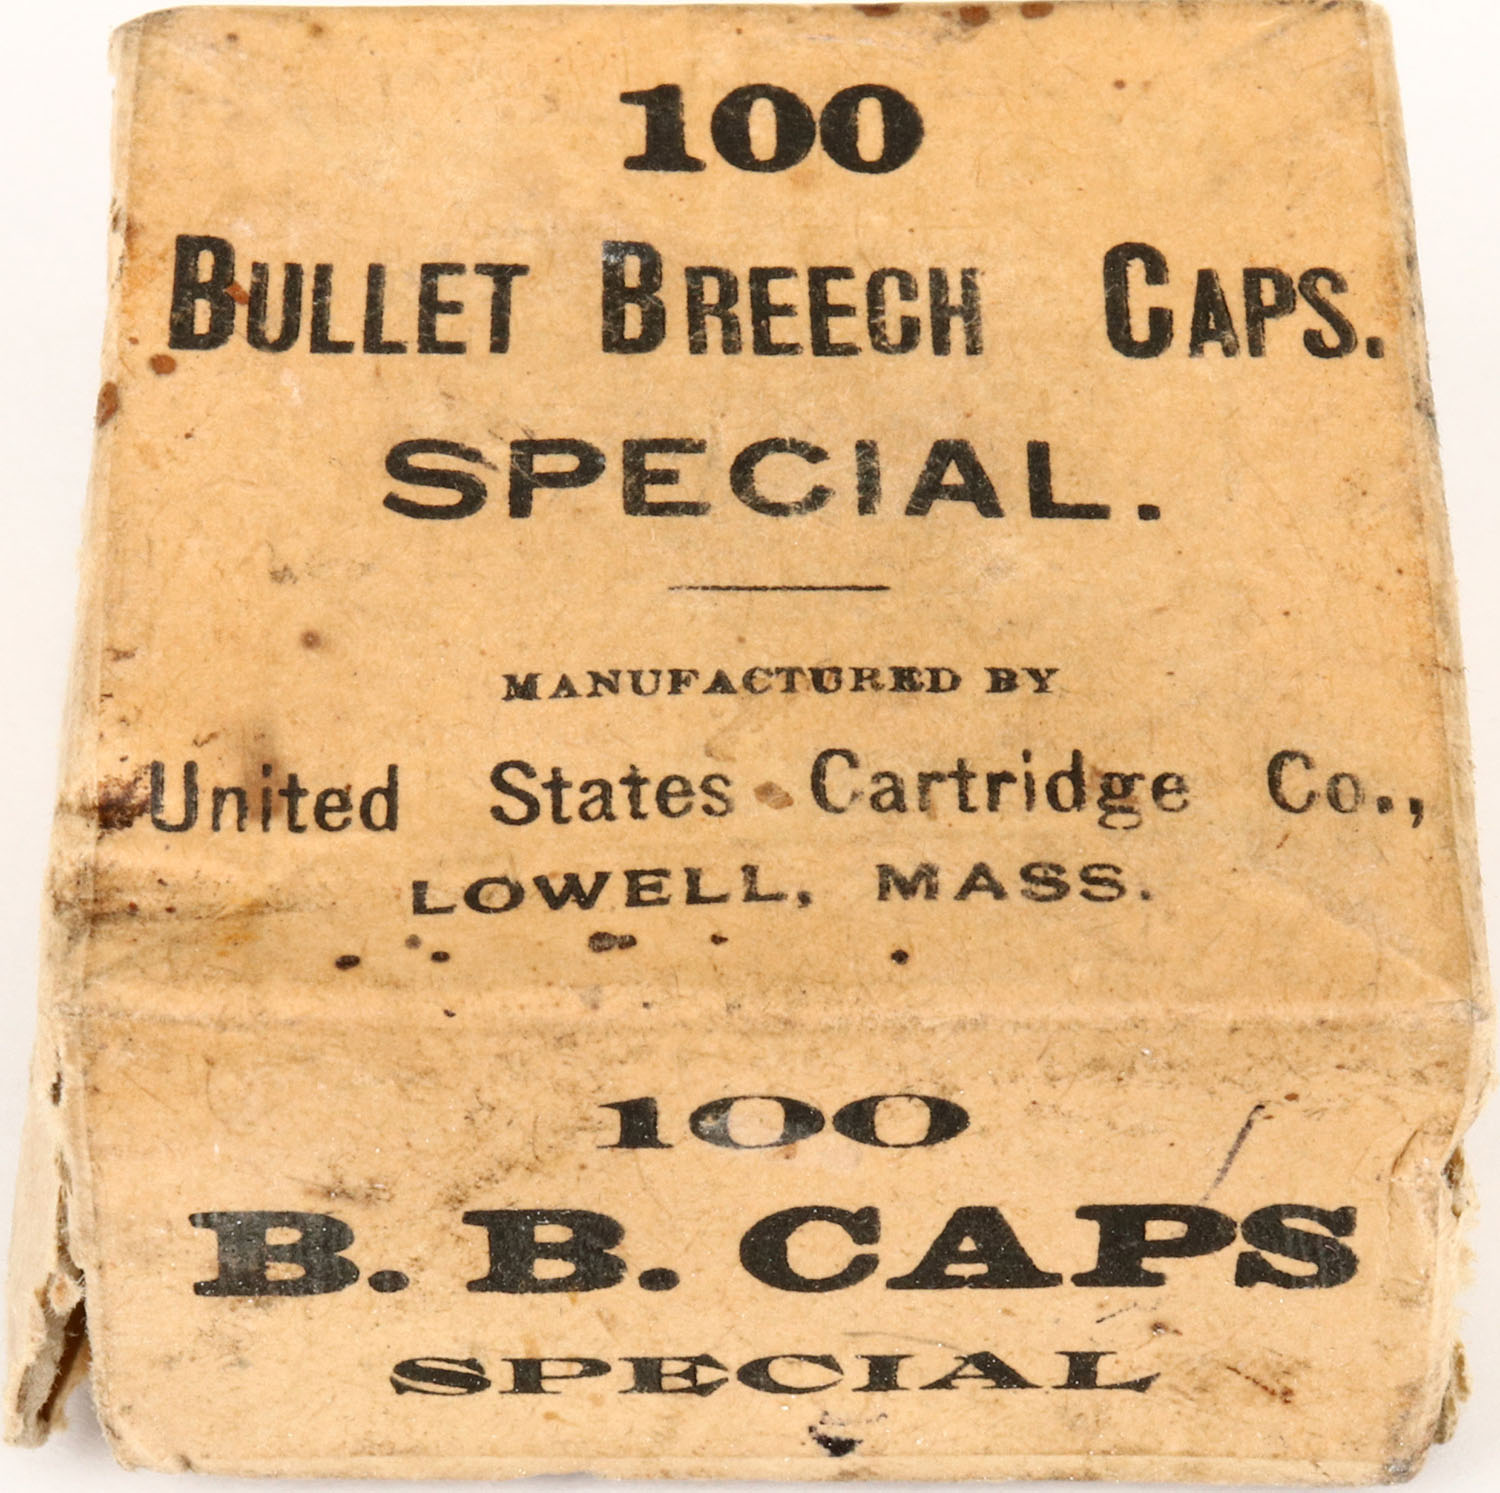 100
BULLET BREECH CAPS.
SPECIAL.
MANUFACTURED BY
United States Cartridge Co.,
LOWELL, MASS.
100
B. B. CAPS
SPECIAL